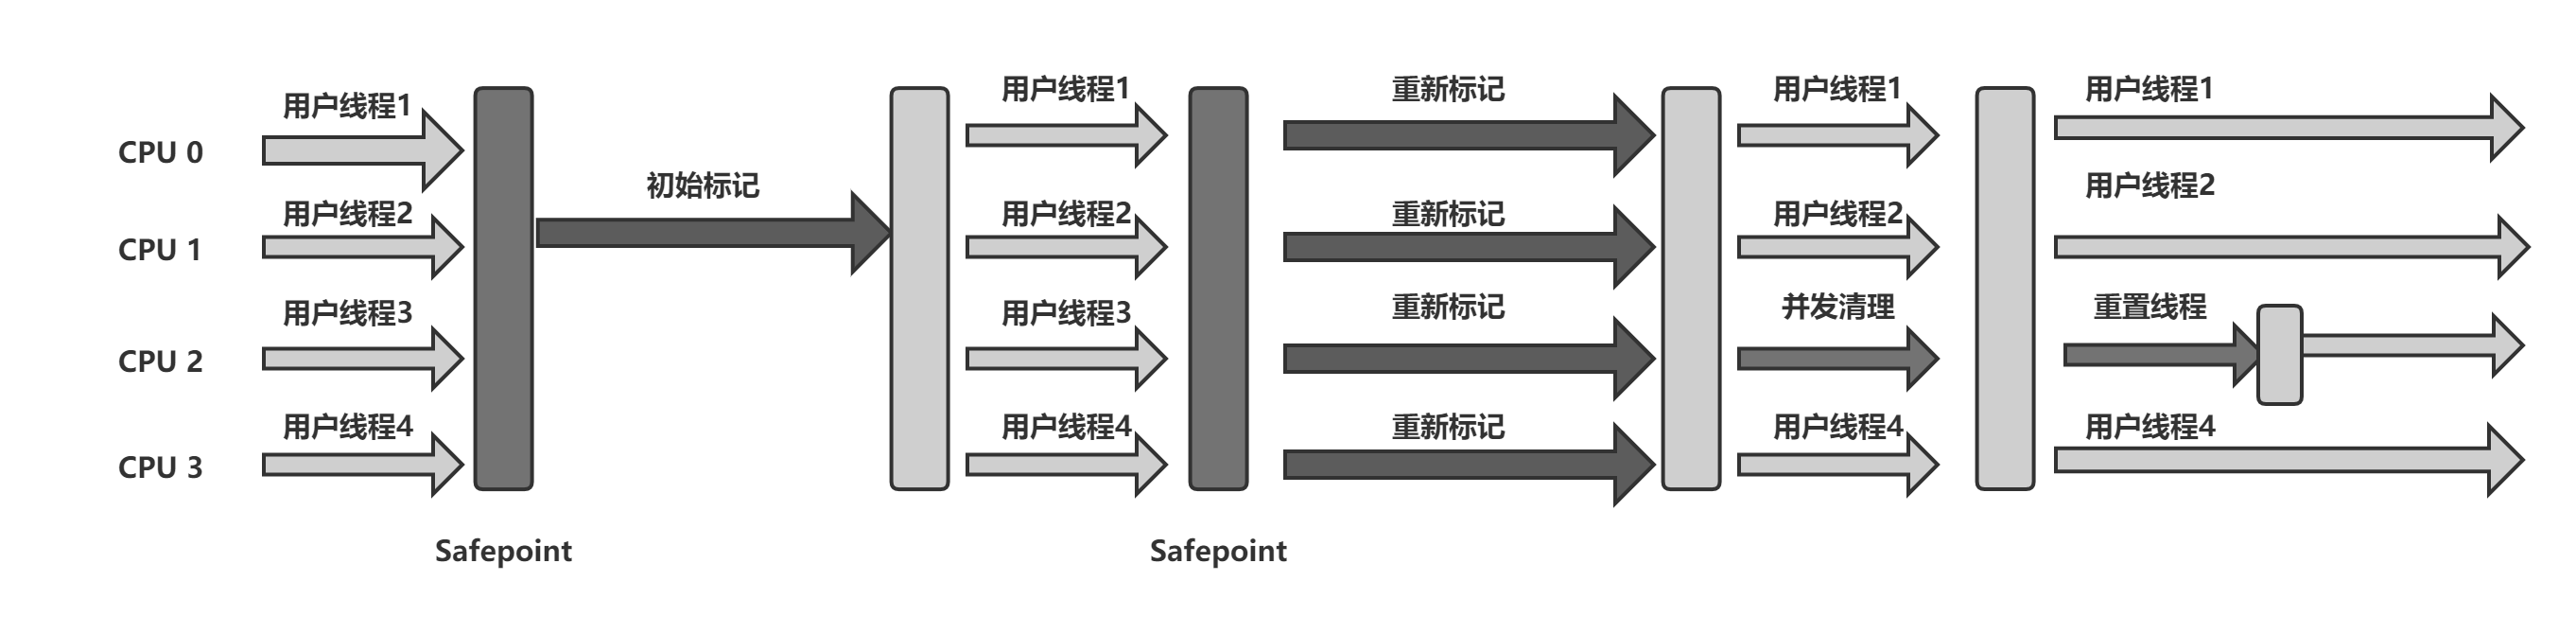 用户线程1
CPU 0
用户线程2
CPU 1
用户线程3
CPU 2
用户线程4
CPU 3
Safepoint
初始标记
用户线程1
用户线程2
用户线程3
用户线程4
Safepoint
重新标记
重新标记
重新标记
重新标记
用户线程1
用户线程2
并发清理
用户线程4
用户线程1
用户线程2
重置线程
用户线程4